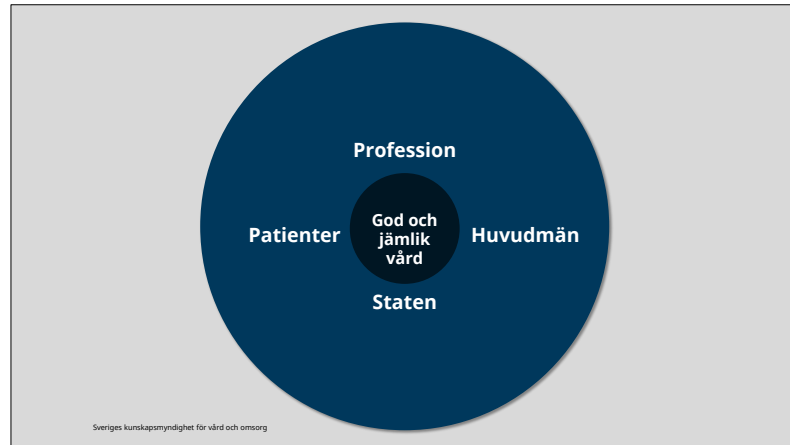 Profession
Patienter
God och
jämlik
vård
Huvudmän
Staten
Sveriges kunskapsmyndighet för vård och omsorg